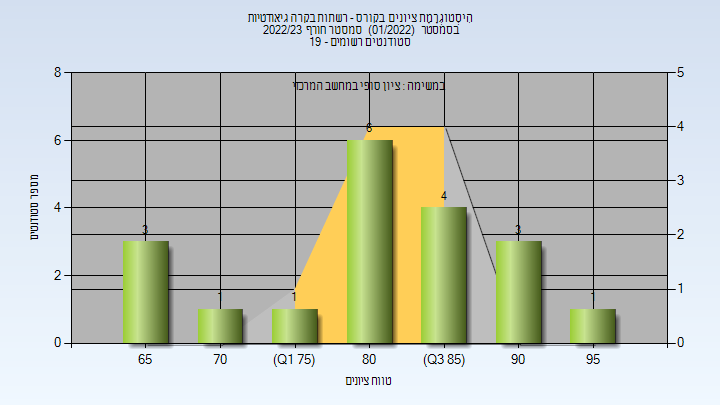 היסטוגרמת ציונים בקורס - רשתות בקרה גיאודטיות
בסמסטר (01/2022) סמסטר חורף 2022/23
סטודנטים רשומים - 19
במשימה : ציון סופי במחשב המרכזי
8
6
4
2
0
5
4
3
2
1
0
מספר סטודנטים
3
1
1
6
4
3
1
65
70
(Q1 75)
80
(Q3 85)
90
95
טווח ציונים